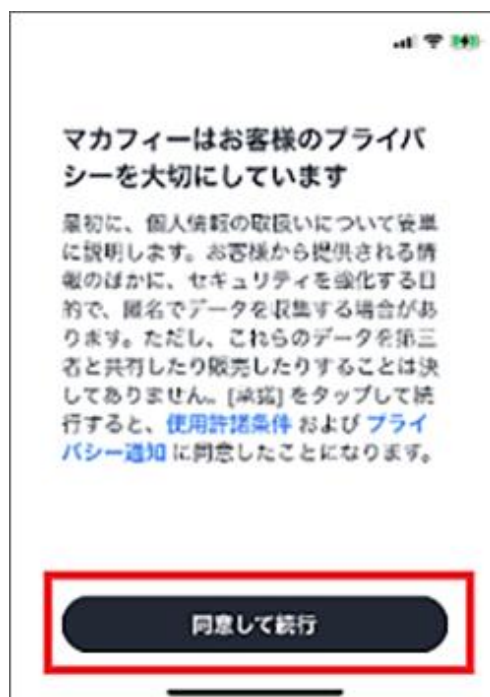 マカフィーはお客様のプライバ
シーを大切にしています
最初に、個人情報の取扱いについて簡単
に説明します。お客様から提供される情
報のほかに、セキュリティを強化する目
的で、匿名でデータを収集する場合があ
ります。ただし、これらのデータを第三
者と共有したり販売したりすることは決
してありません。[承諾] をタップして続
行すると、使用許諾条件 および プライ
バシー通知 に同意したことになります。
同意して続行